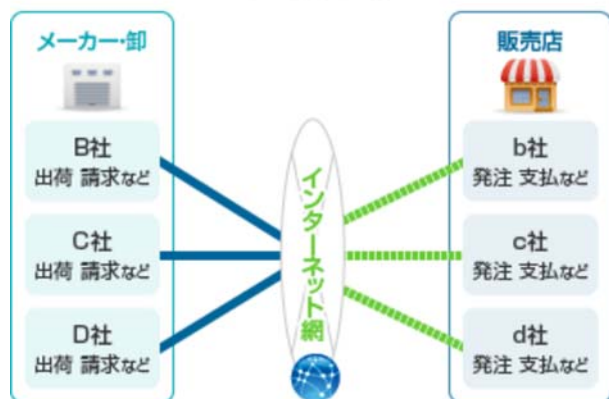 メーカー・卸
B社
出荷 請求など
C社
出荷 請求など
D社
出荷 請求など
インターネット網
販売店
b社
発注 支払など
c社
発注 支払など
d社
発注 支払など